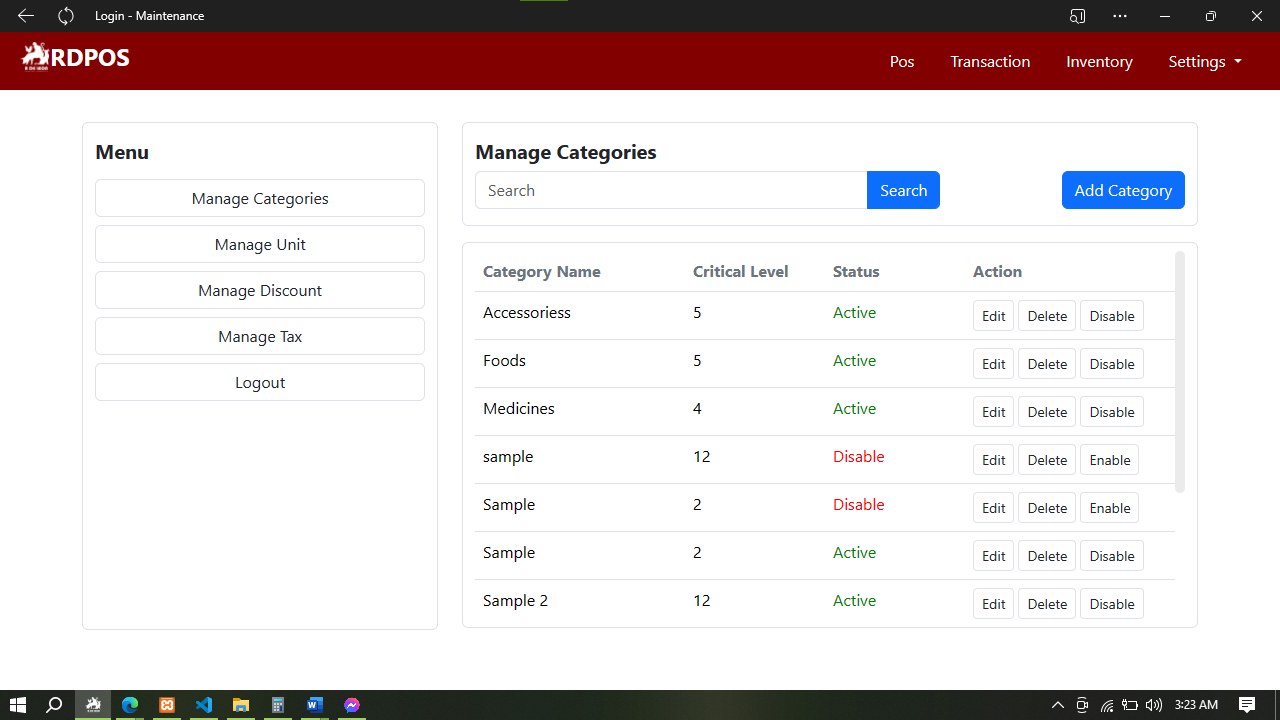 Login - Maintenance
RDPOS
Pos Transaction Inventory Settings
Menu
Manage Categories
Manage Unit
Manage Discount
Manage Tax
Logout
Manage Categories
Search Search Add Category
Category Name Critical Level Status Action
Accessoriess 5 Active Edit Delete Disable
Foods 5 Active Edit Delete Disable
Medicines 4 Active Edit Delete Disable
sample 12 Disable Edit Delete Enable
Sample 2 Disable Edit Delete Enable
Sample 2 Active Edit Delete Disable
Sample 2 12 Active Edit Delete Disable
3:23 AM